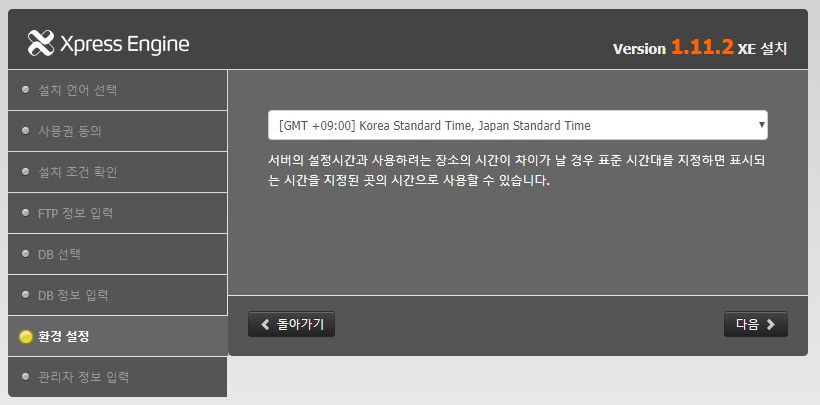 Xpress Engine
Version 1.11.2 XE 설치
설치 언어 선택
사용권 동의
설치 조건 확인
FTP 정보 입력
DB 선택
DB 정보 입력
환경 설정
관리자 정보 입력
[GMT +09:00] Korea Standard Time, Japan Standard Time
서버의 설정시간과 사용하려는 장소의 시간이 차이가 날 경우 표준 시간대를 지정하면 표시되
는 시간을 지정된 곳의 시간으로 사용할 수 있습니다.
돌아가기
다음